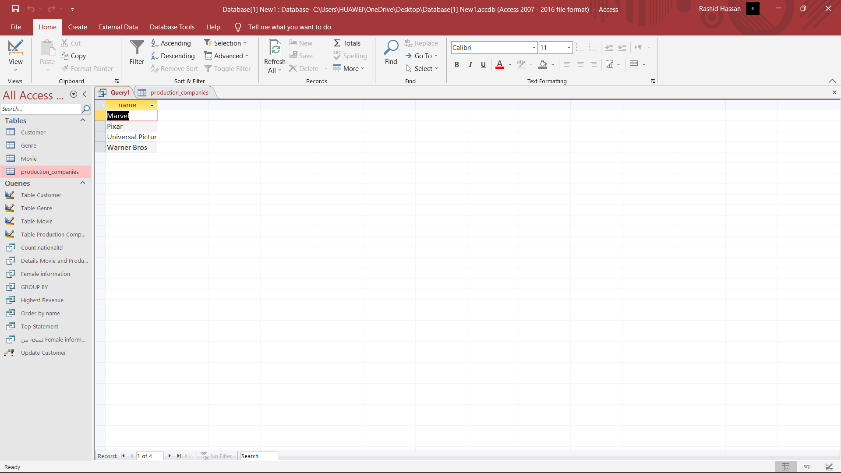 Database[1] New1 : Database- C:\Users\HUAWEI\OneDrive\Desktop\Database[1] New1.accdb (Access 2007 - 2016 file format) - Access
Rashid Hassan
File Home Create External Data Database Tools Help Tell me what you want to do
View
Views
Paste
Cut
Copy
Format Painter
Clipboard
Filter
Ascending
Descending
Remove Sort
Selection
Advanced
Toggle Filter
Sort & Filter
Refresh
All
New
Save
Delete
Totals
Spelling
More
Records
Find
Replace
Go To
Select
Find
Calibri 11
B I U A
Text Formatting
All Access ...
Search...
Tables
Customer
Genre
Movie
production_companies
Queries
Table Customer
Table Genre
Table Movie
Table Production Comp...
Count nationalId
Details Movie and Produ...
Female information
GROUP BY
Highest Revenue
Order by name
Top Statement
Update Customer
Query1 production_companies
name
Marvel
Pixar
Universal Pictur
Warner Bros
Record: 1 of 4 No Filter Search
Ready